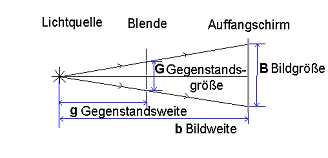 Lichtquelle Blende Auffangschirm
G Gegenstands-
größe
B Bildgröße
g Gegenstandsweite
b Bildweite